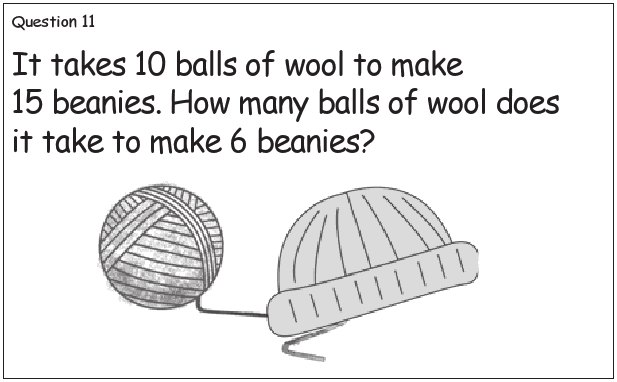 Question 11
It takes 10 balls of wool to make
15 beanies. How many balls of wool does
it take to make 6 beanies?